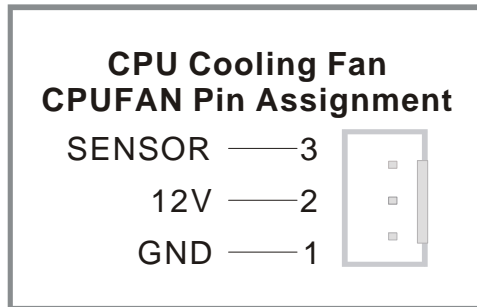 CPU Cooling Fan
CPUFAN Pin Assignment
SENSOR 3
12V 2
GND 1